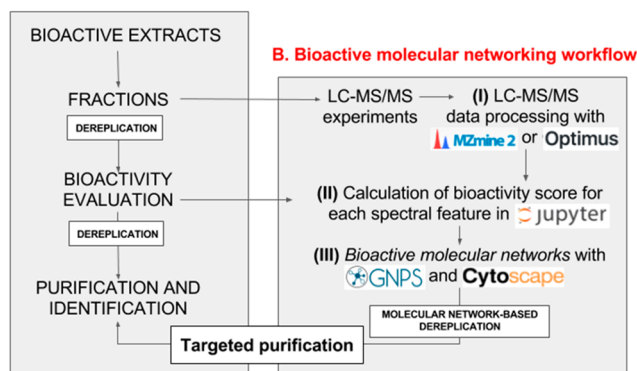 BIOACTIVE EXTRACTS
FRACTIONS
DEREPLICATION
BIOACTIVITY
EVALUATION
DEREPLICATION
PURIFICATION AND
IDENTIFICATION
B. Bioactive molecular networking workflow
LC-MS/MS
experiments
(I) LC-MS/MS
data processing with
MZmine 2 or Optimus
(II) Calculation of bioactivity score for
each spectral feature in jupyter
(III) Bioactive molecular networks with
GNPS and Cytoscape
MOLECULAR NETWORK-BASED
DEREPLICATION
Targeted purification